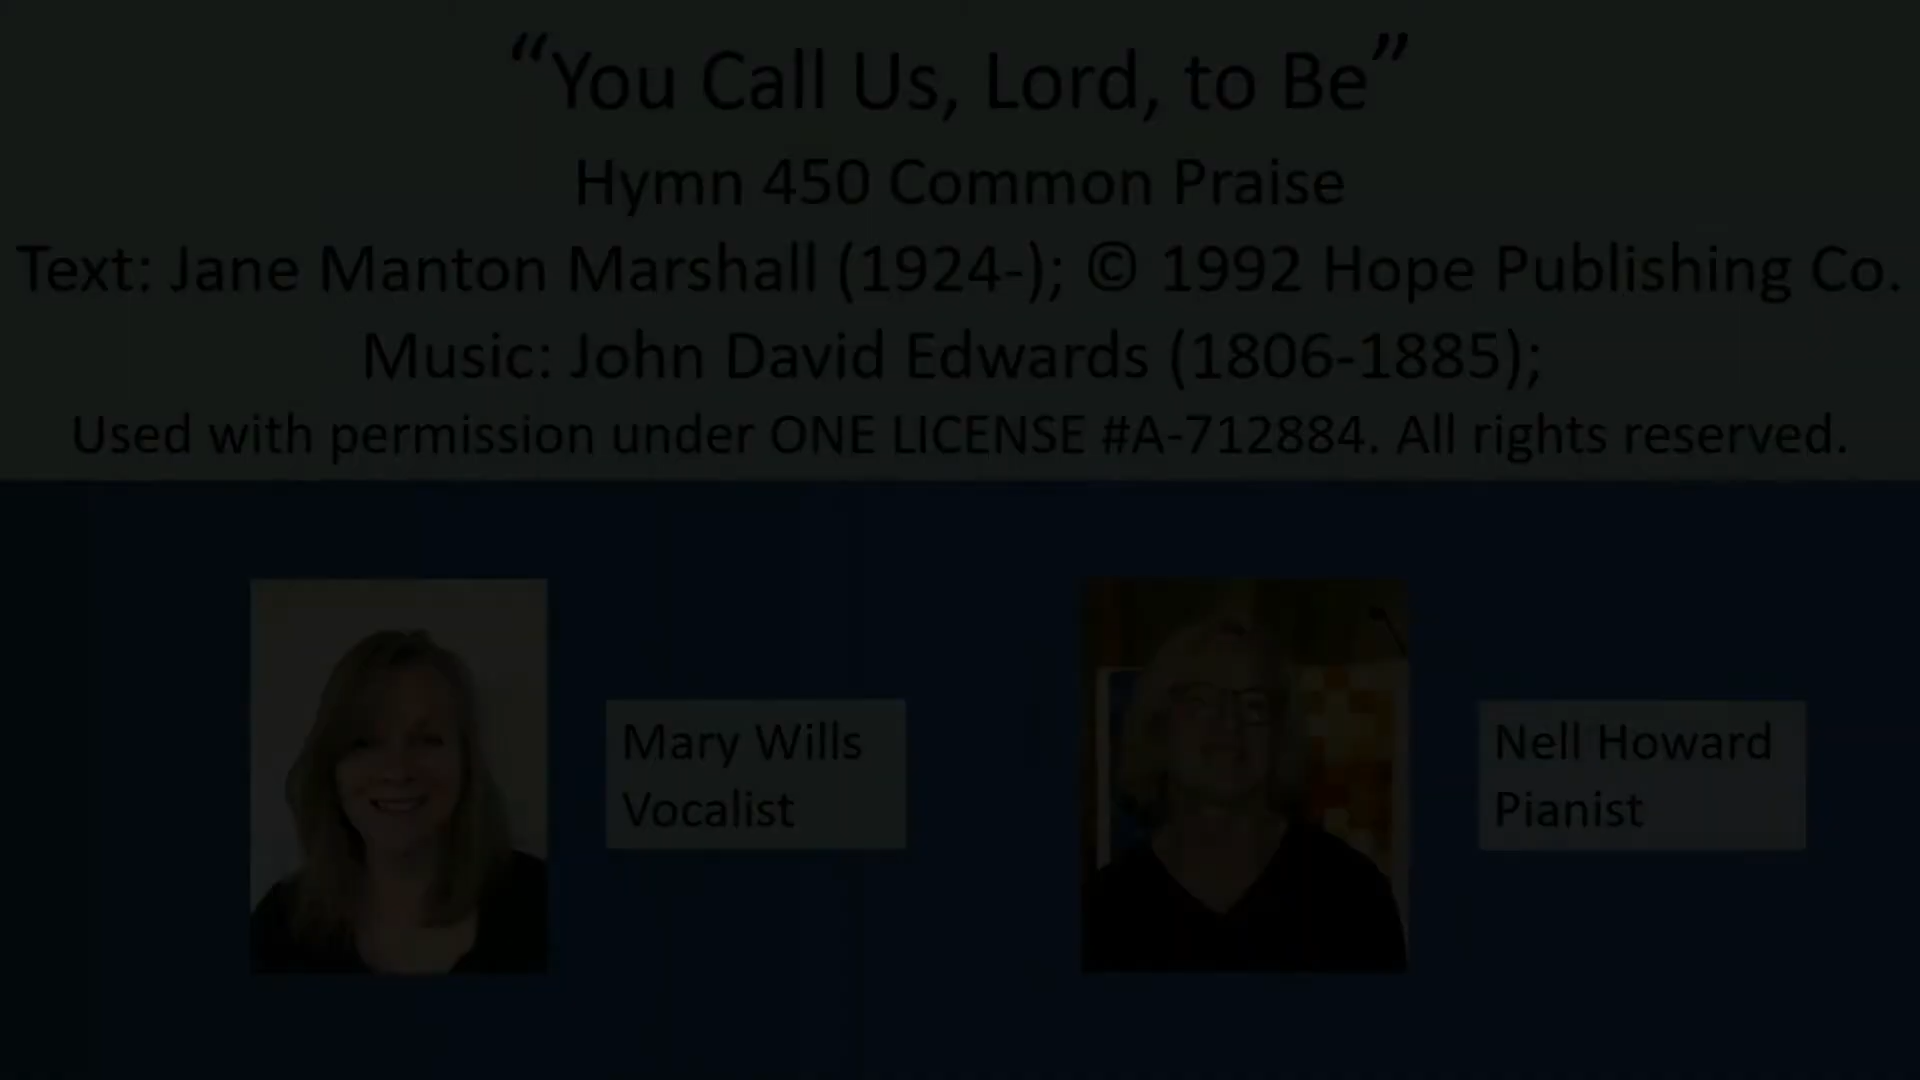 “You Call Us, Lord, to Be”
Hymn 450 Common Praise
Text: Jane Manton Marshall (1924-); © 1992 Hope Publishing Co.
Music: John David Edwards (1806-1885);
Used with permission under ONE LICENSE #A-712884. All rights reserved.
Mary Wills
Vocalist
Nell Howard
Pianist